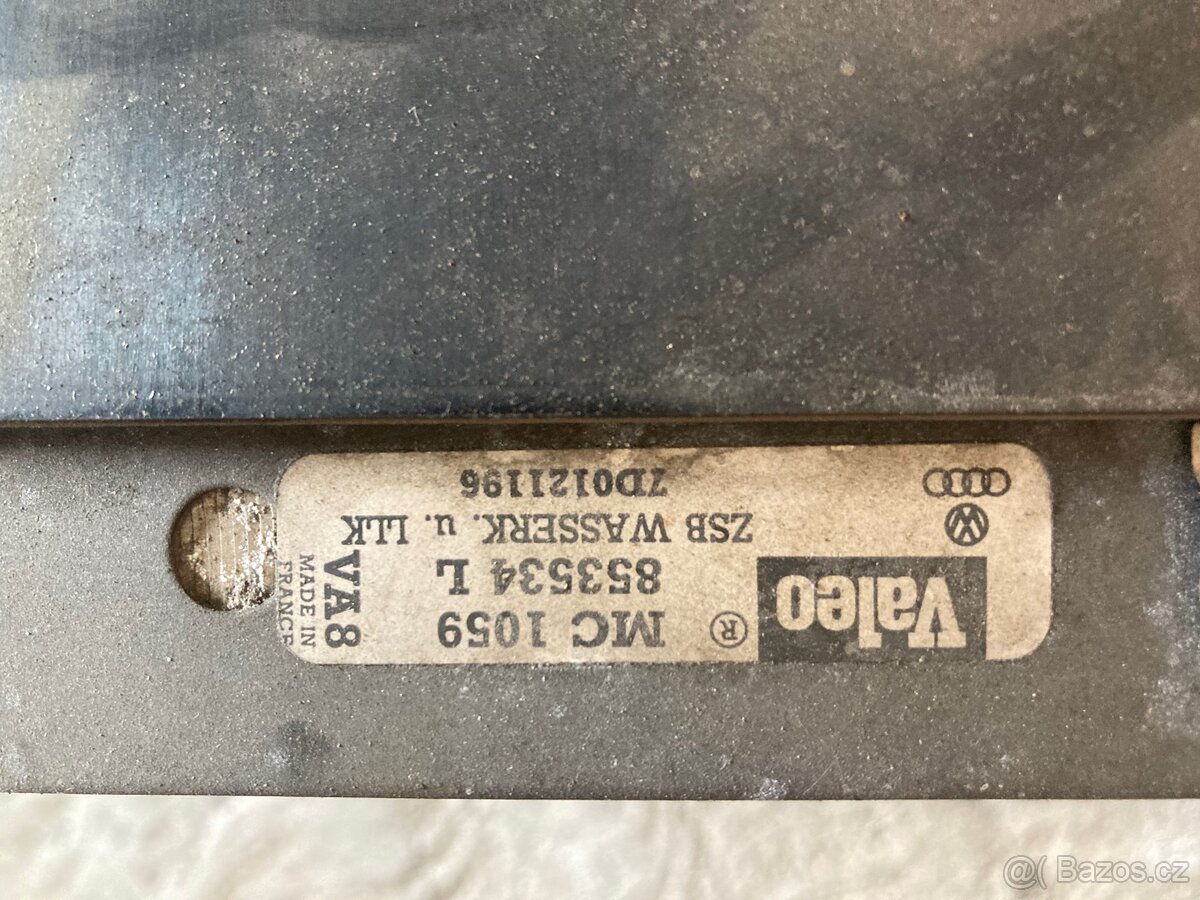 Valeo ® MC 1059
853534 L
VA8
MADE IN
FRANCE
ZSB WASSERK. u. LLK
7D0121196
@( Bazos.cz